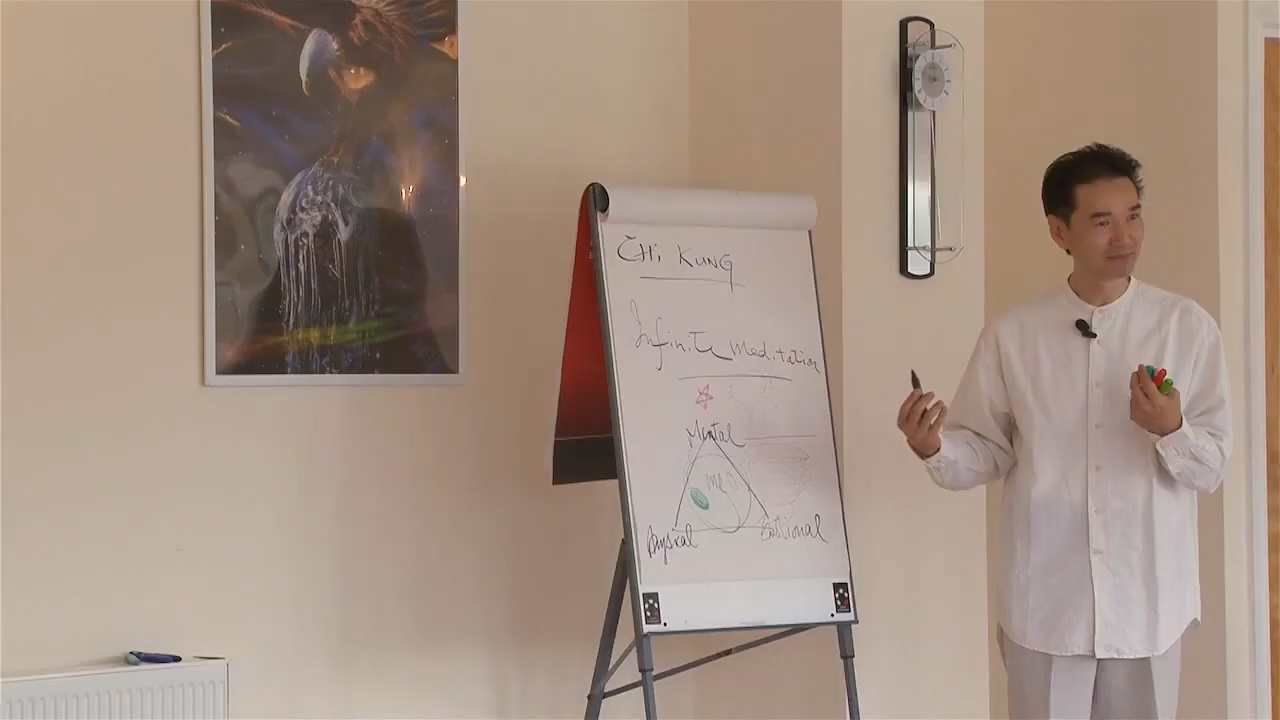 CHi KUNG
Infinite Meditation
Mental
me
Physical
Emotional